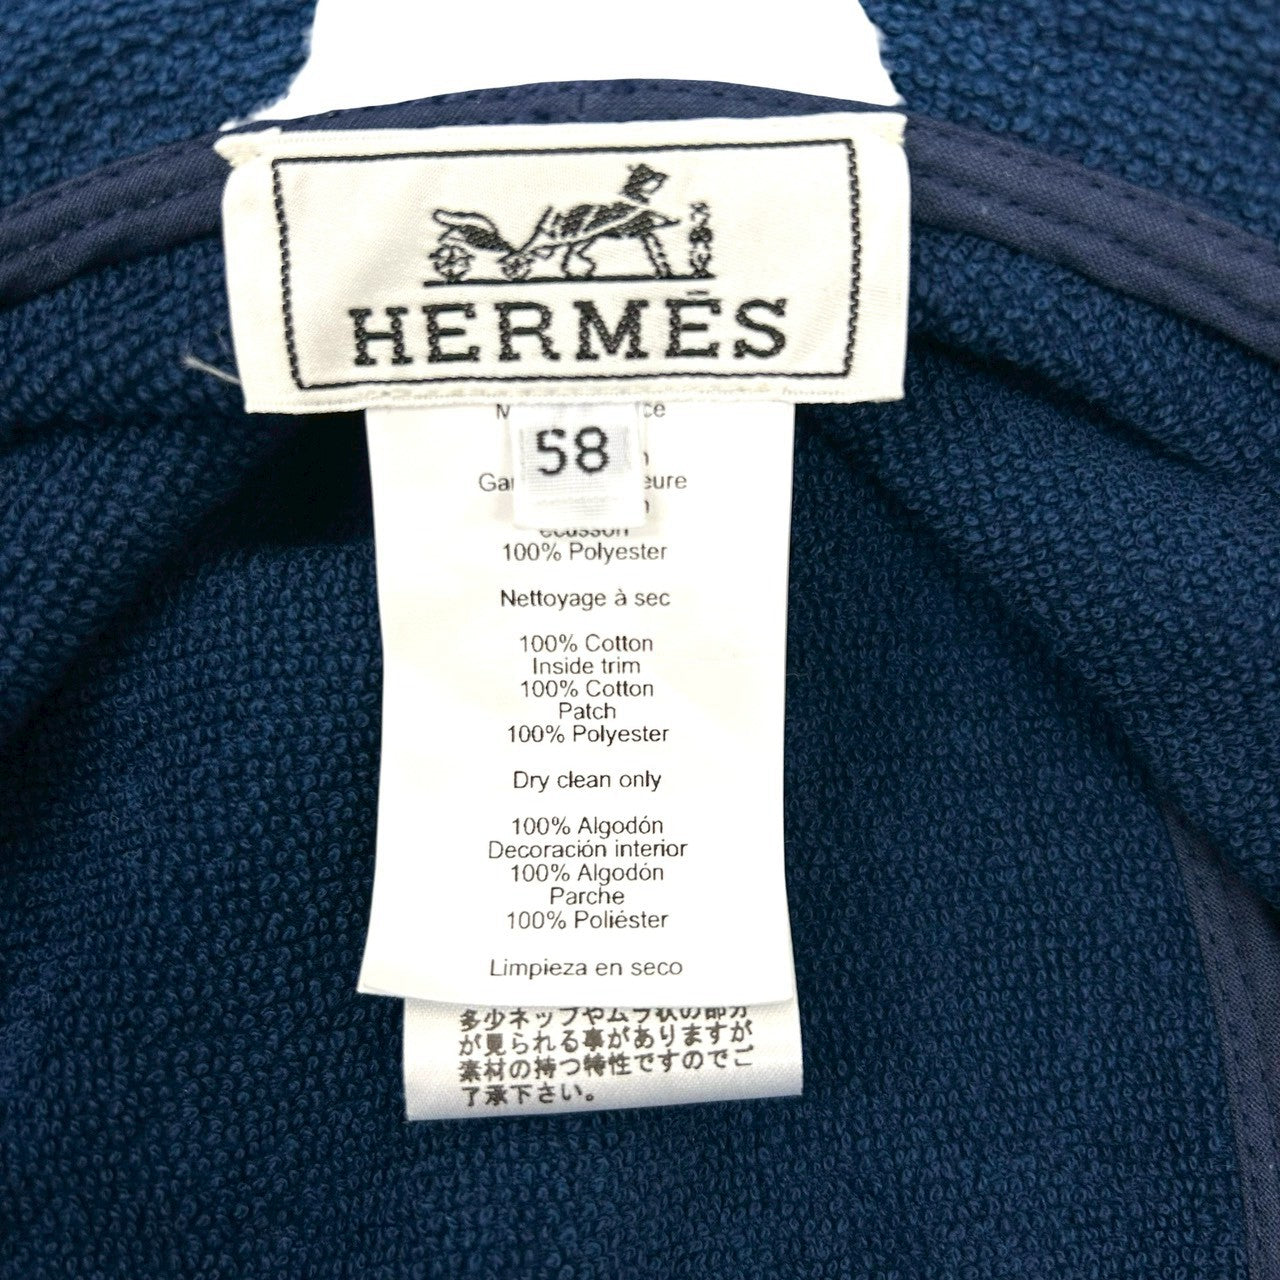 HERMÈS
58
écusson
100% Polyester
Nettoyage à sec
100% Cotton
Inside trim
100% Cotton
Patch
100% Polyester
Dry clean only
100% Algodón
Decoración interior
100% Algodón
Parche
100% Poliéster
Limpieza en seco
多少ネップやムラ状の部分
が見られる事がありますが
素材の持つ特性ですのでご
了承下さい。